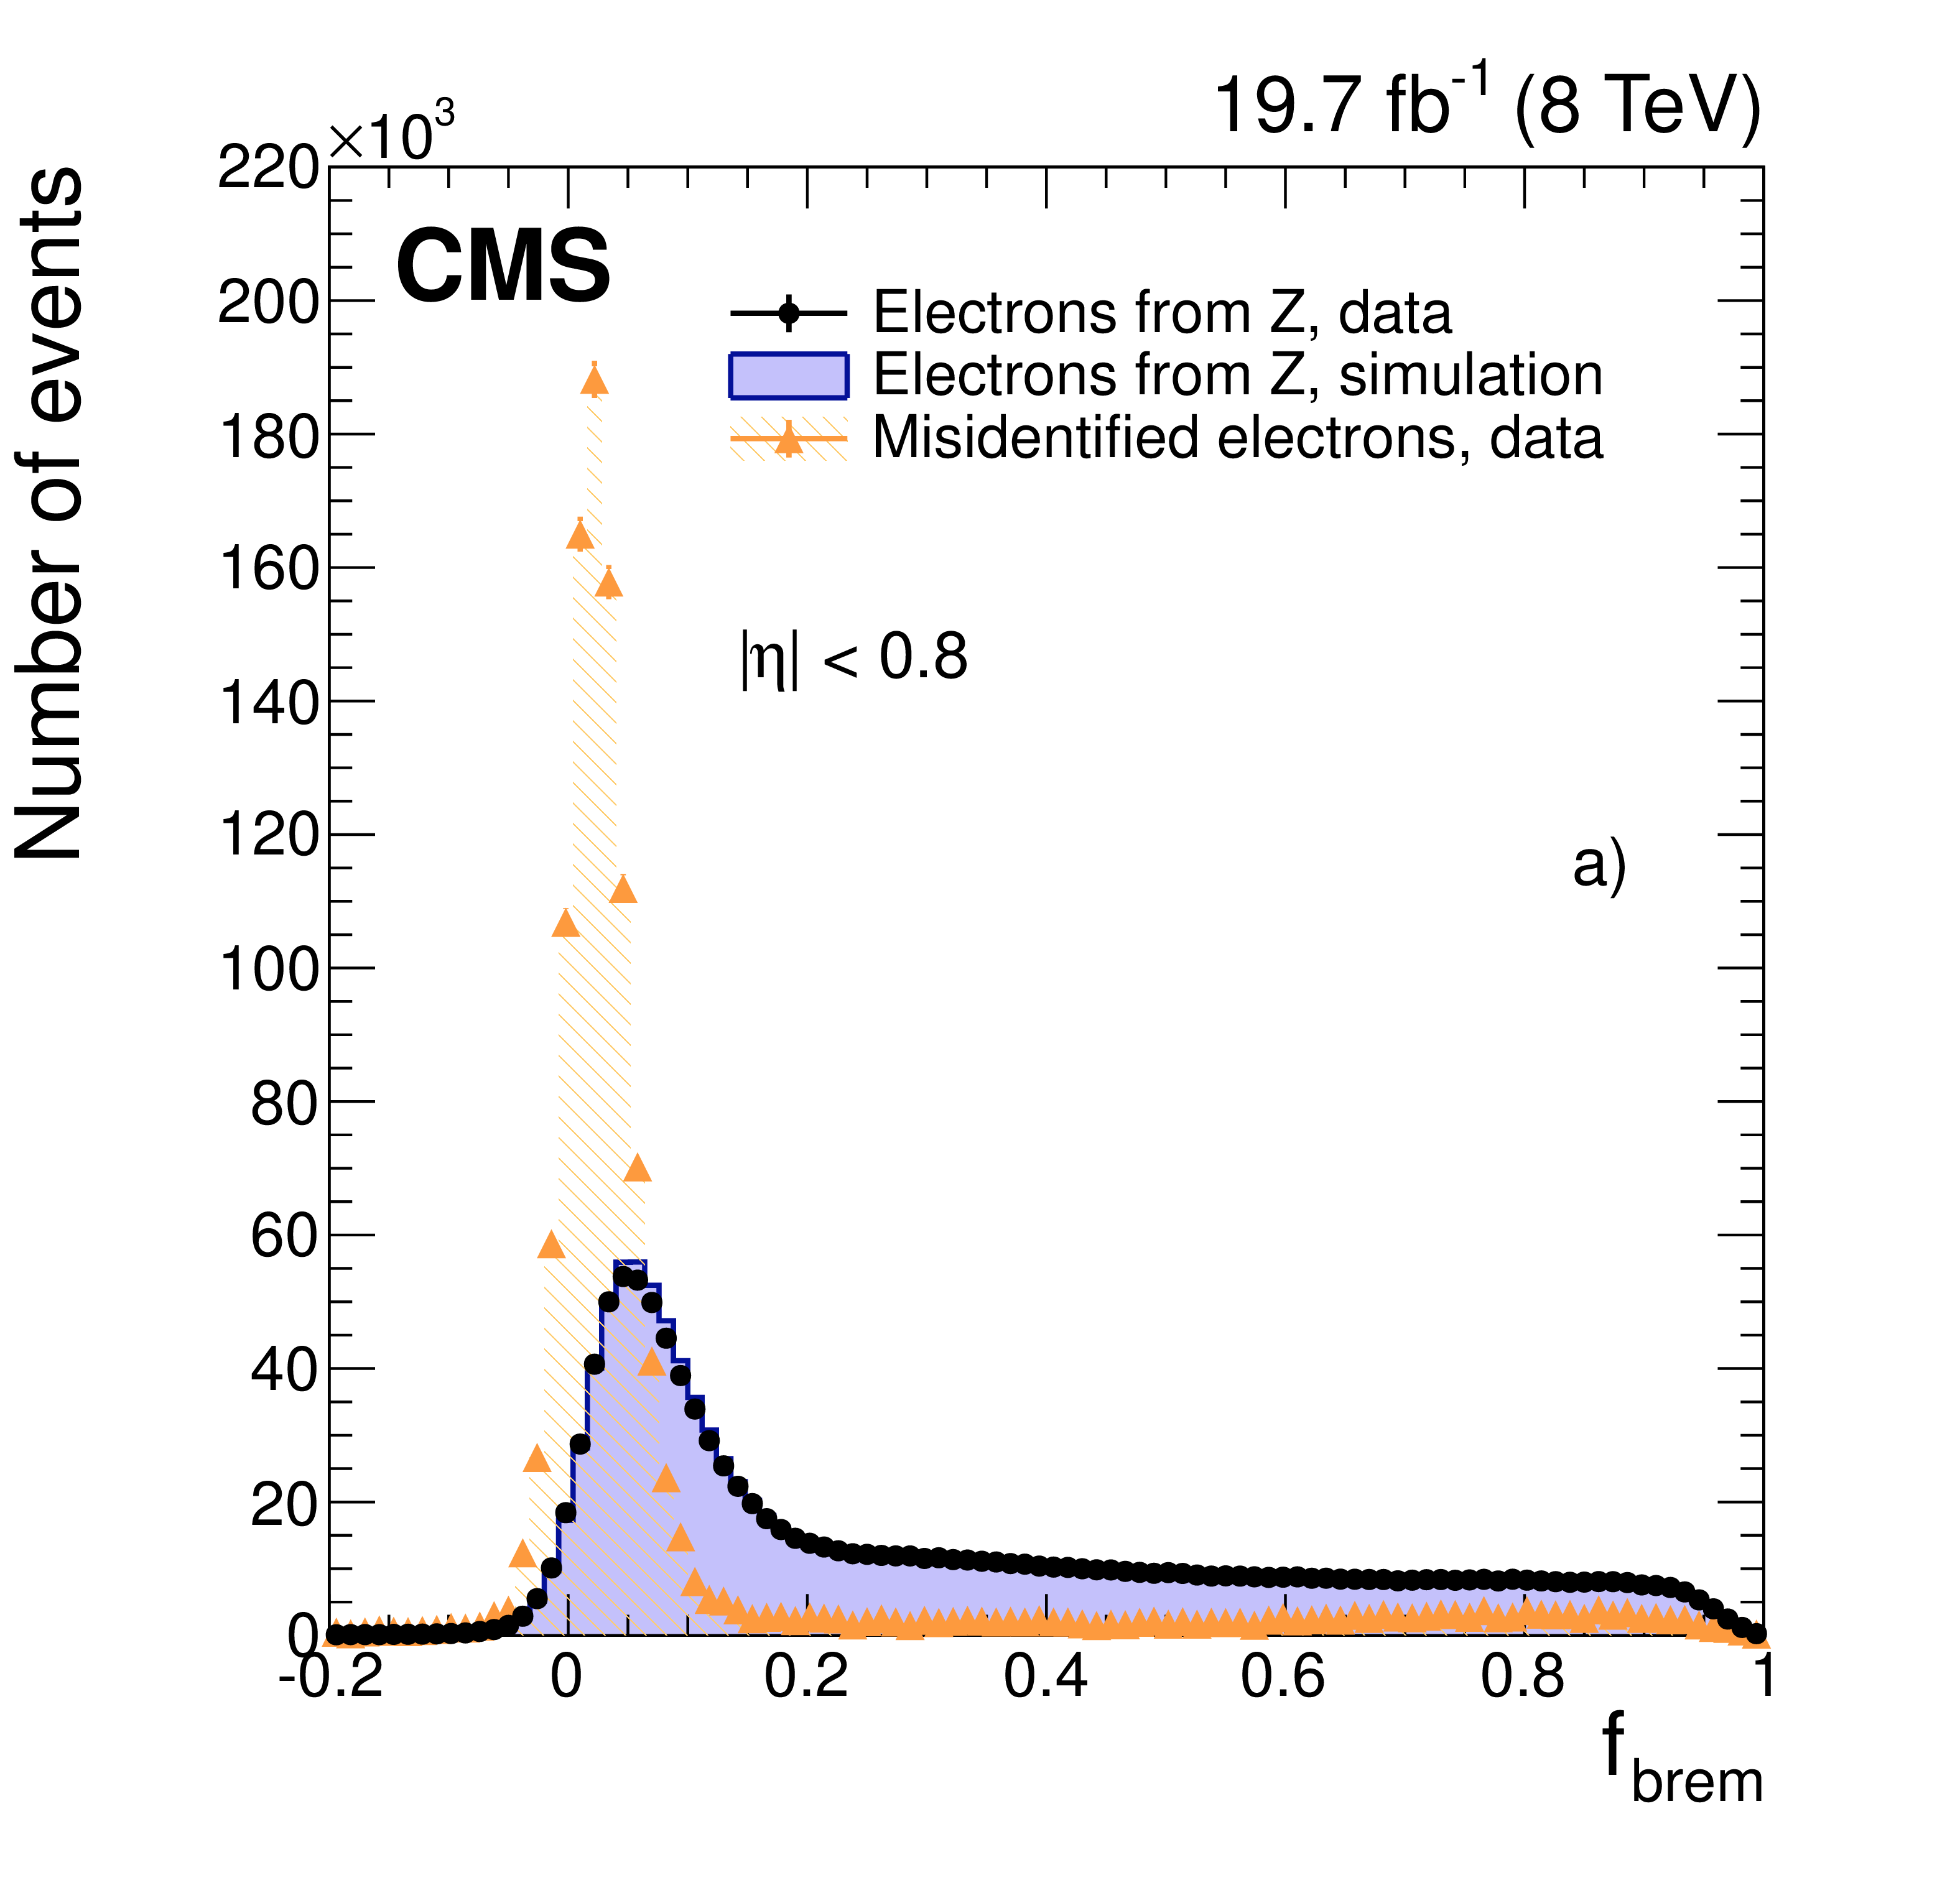 19.7 fb⁻¹ (8 TeV)
×10³
Number of events
220
200
180
160
140
120
100
80
60
40
20
0
CMS
Electrons from Z, data
Electrons from Z, simulation
Misidentified electrons, data
|η| < 0.8
a)
-0.2 0 0.2 0.4 0.6 0.8 1
f_brem